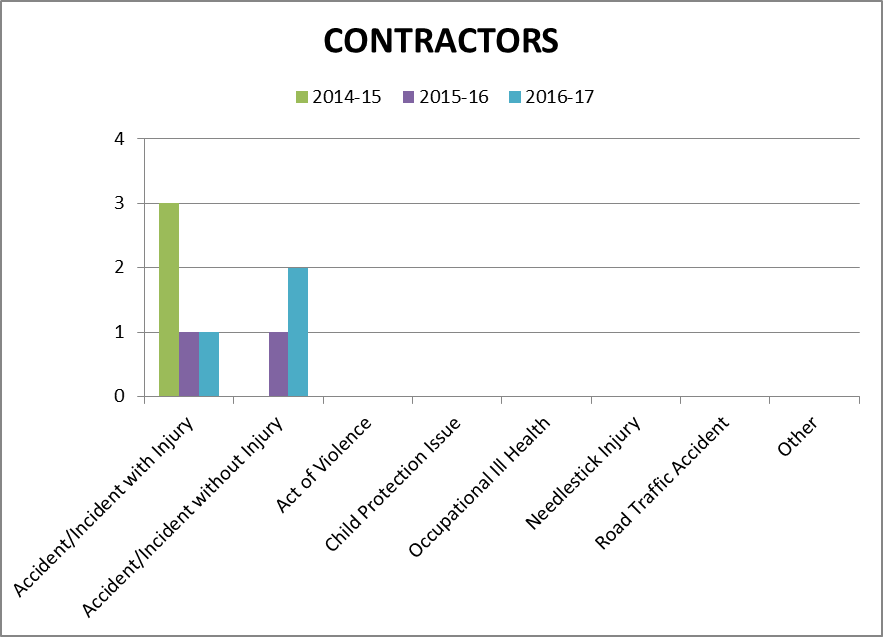 CONTRACTORS
2014-15 2015-16 2016-17
4
3
2
1
0
Accident/Incident with Injury
Accident/Incident without Injury
Act of Violence
Child Protection Issue
Occupational Ill Health
Needlestick Injury
Road Traffic Accident
Other